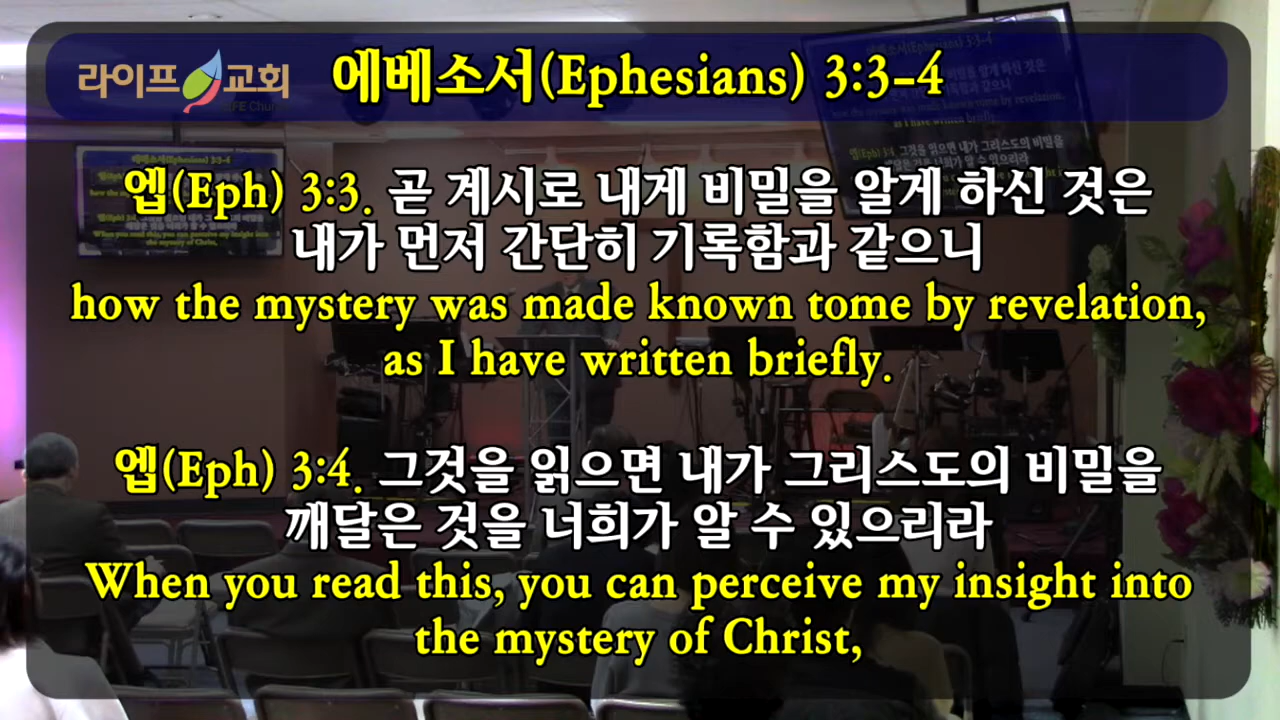 라이프 교회
LIFE Church
에베소서(Ephesians) 3:3-4
엡(Eph) 3:3. 곧 계시로 내게 비밀을 알게 하신 것은
내가 먼저 간단히 기록함과 같으니
how the mystery was made known tome by revelation,
as I have written briefly.
엡(Eph) 3:4. 그것을 읽으면 내가 그리스도의 비밀을
깨달은 것을 너희가 알 수 있으리라
When you read this, you can perceive my insight into
the mystery of Christ,